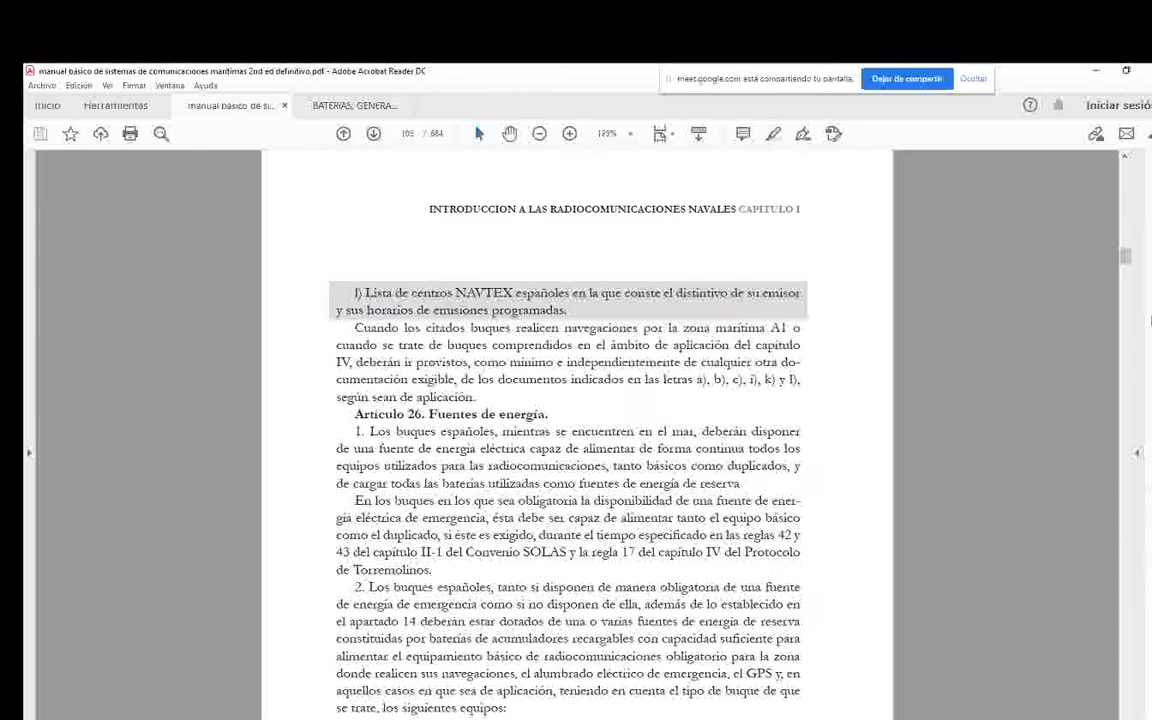 manual básico de sistemas de comunicaciones marítimas 2nd ed definitivo.pdf - Adobe Acrobat Reader DC
meet.google.com está compartiendo tu pantalla.
Dejar de compartir
Ocultar
Archivo Edición Ver Firmar Ventana Ayuda
Inicio Herramientas manual básico de si... × BATERÍAS, GENERA... Iniciar sesió
195 / 684 125%
INTRODUCCION A LAS RADIOCOMUNICACIONES NAVALES CAPITULO I
l) Lista de centros NAVTEX españoles en la que conste el distintivo de su emisor
y sus horarios de emisiones programadas.
Cuando los citados buques realicen navegaciones por la zona marítima A1 o
cuando se trate de buques comprendidos en el ámbito de aplicación del capítulo
IV, deberán ir provistos, como mínimo e independientemente de cualquier otra do-
cumentación exigible, de los documentos indicados en las letras a), b), c), i), k) y l),
según sean de aplicación.
Artículo 26. Fuentes de energía.
1. Los buques españoles, mientras se encuentren en el mar, deberán disponer
de una fuente de energía eléctrica capaz de alimentar de forma continua todos los
equipos utilizados para las radiocomunicaciones, tanto básicos como duplicados, y
de cargar todas las baterías utilizadas como fuentes de energía de reserva
En los buques en los que sea obligatoria la disponibilidad de una fuente de ener-
gía eléctrica de emergencia, ésta debe ser capaz de alimentar tanto el equipo básico
como el duplicado, si éste es exigido, durante el tiempo especificado en las reglas 42 y
43 del capítulo II-1 del Convenio SOLAS y la regla 17 del capítulo IV del Protocolo
de Torremolinos.
2. Los buques españoles, tanto si disponen de manera obligatoria de una fuente
de energía de emergencia como si no disponen de ella, además de lo establecido en
el apartado 14 deberán estar dotados de una o varias fuentes de energía de reserva
constituidas por baterías de acumuladores recargables con capacidad suficiente para
alimentar el equipamiento básico de radiocomunicaciones obligatorio para la zona
donde realicen sus navegaciones, el alumbrado eléctrico de emergencia, el GPS y, en
aquellos casos en que sea de aplicación, teniendo en cuenta el tipo de buque de que
se trate, los siguientes equipos: